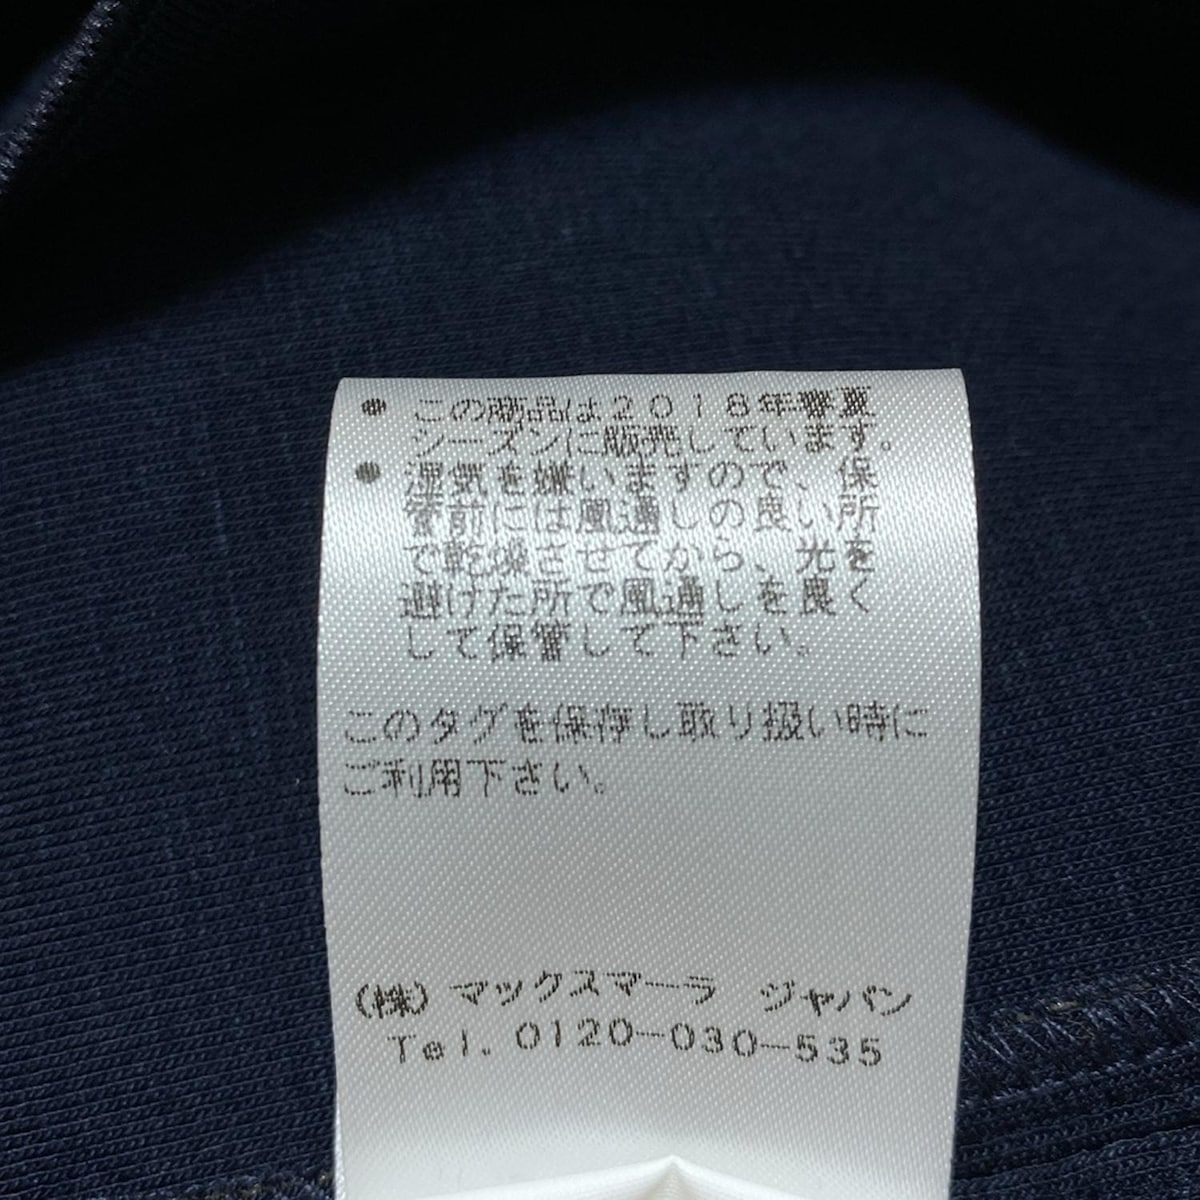 ● この商品は2018年春夏
シーズンに販売しています。
● 湿気を嫌いますので、保
管前には風通しの良い所
で乾燥させてから、光を
避けた所で風通しを良く
して保管して下さい。
このタグを保存し取り扱い時に
ご利用下さい。
(株) マックスマーラ ジャパン
Tel. 0120-030-535